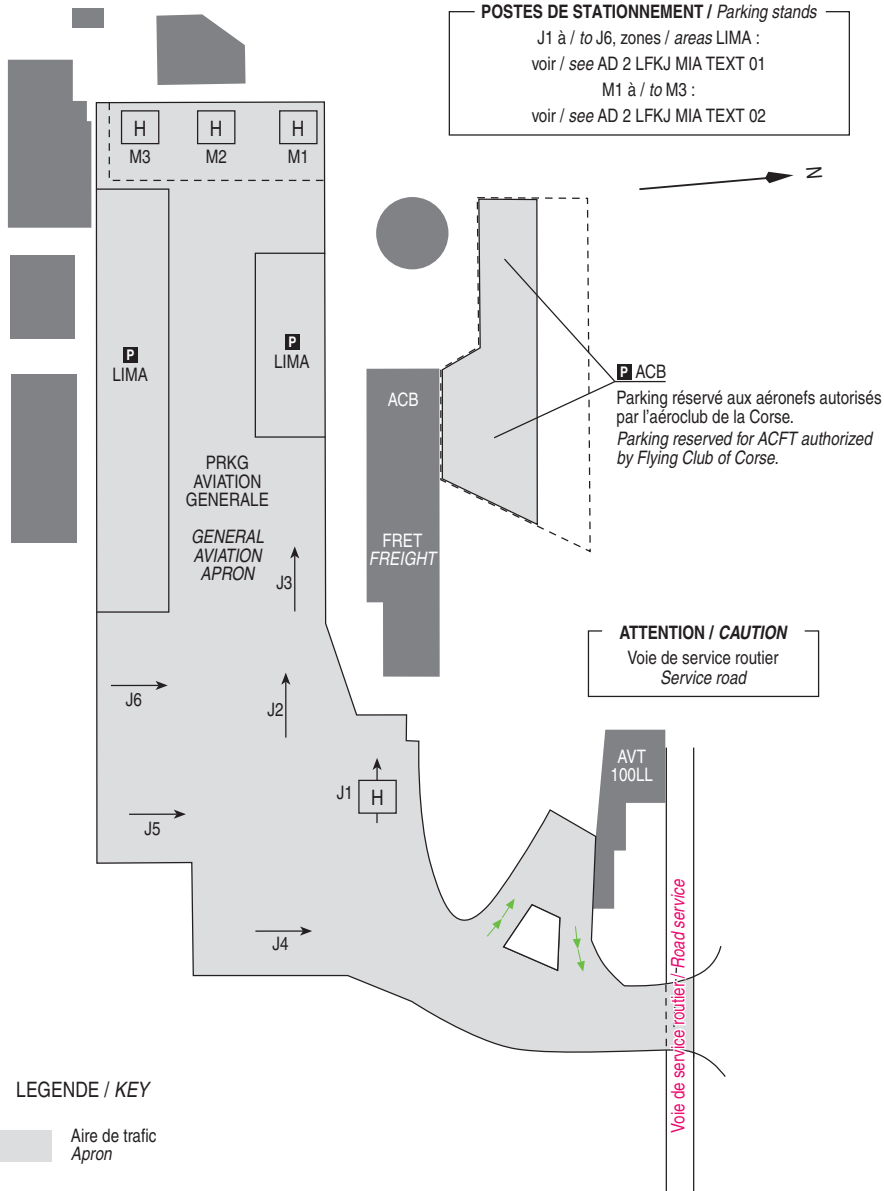 POSTES DE STATIONNEMENT / Parking stands
J1 à / to J6, zones / areas LIMA :
voir / see AD 2 LFKJ MIA TEXT 01
M1 à / to M3 :
voir / see AD 2 LFKJ MIA TEXT 02
H
H
H
M3
M2
M1
N
P
LIMA
P
LIMA
P ACB
Parking réservé aux aéronefs autorisés
par l'aéroclub de la Corse.
Parking reserved for ACFT authorized
by Flying Club of Corse.
ACB
PRKG
AVIATION
GENERALE
GENERAL
AVIATION
APRON
FRET
FREIGHT
J3
ATTENTION / CAUTION
Voie de service routier
Service road
J6
J2
AVT
100LL
J1
H
J5
J4
Voie de service routier / Road service
LEGENDE / KEY
Aire de trafic
Apron